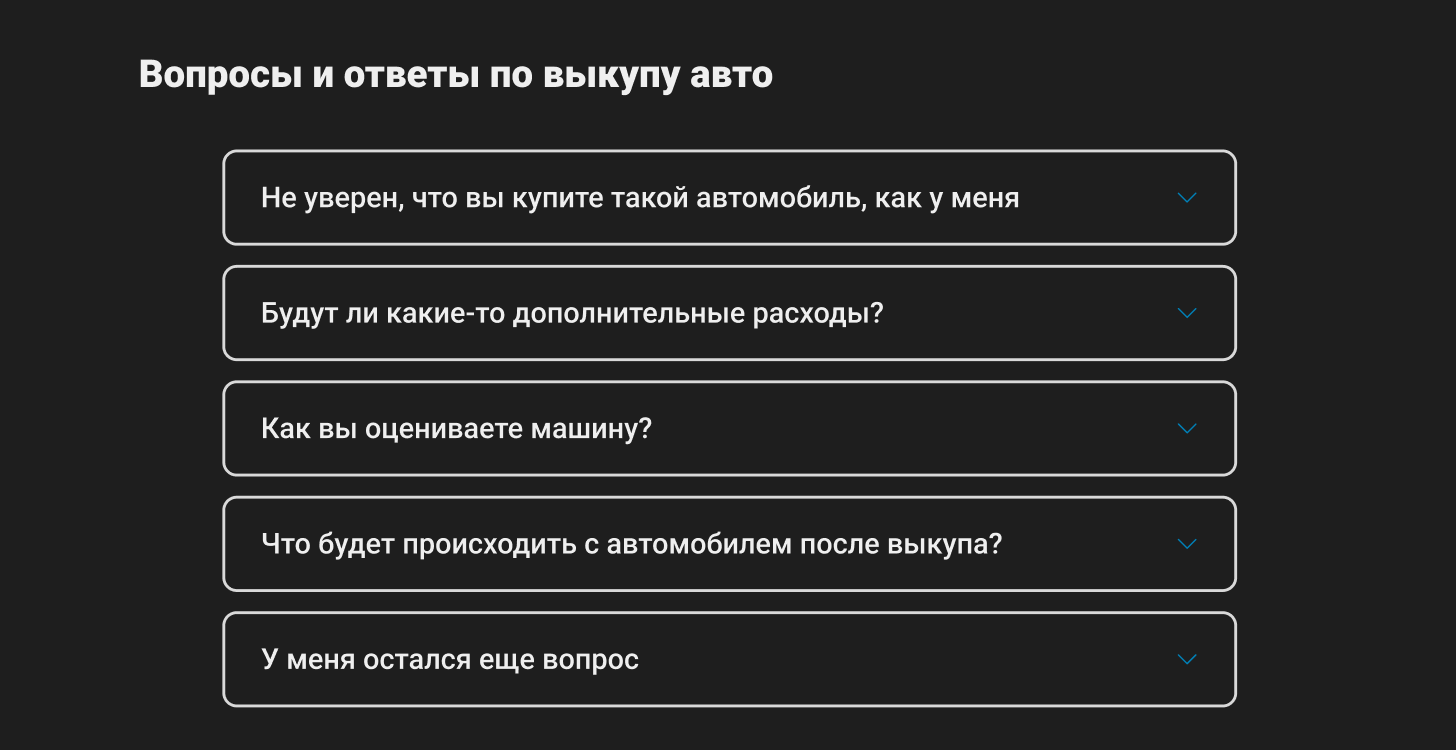 Вопросы и ответы по выкупу авто
Не уверен, что вы купите такой автомобиль, как у меня
Будут ли какие-то дополнительные расходы?
Как вы оцениваете машину?
Что будет происходить с автомобилем после выкупа?
У меня остался еще вопрос